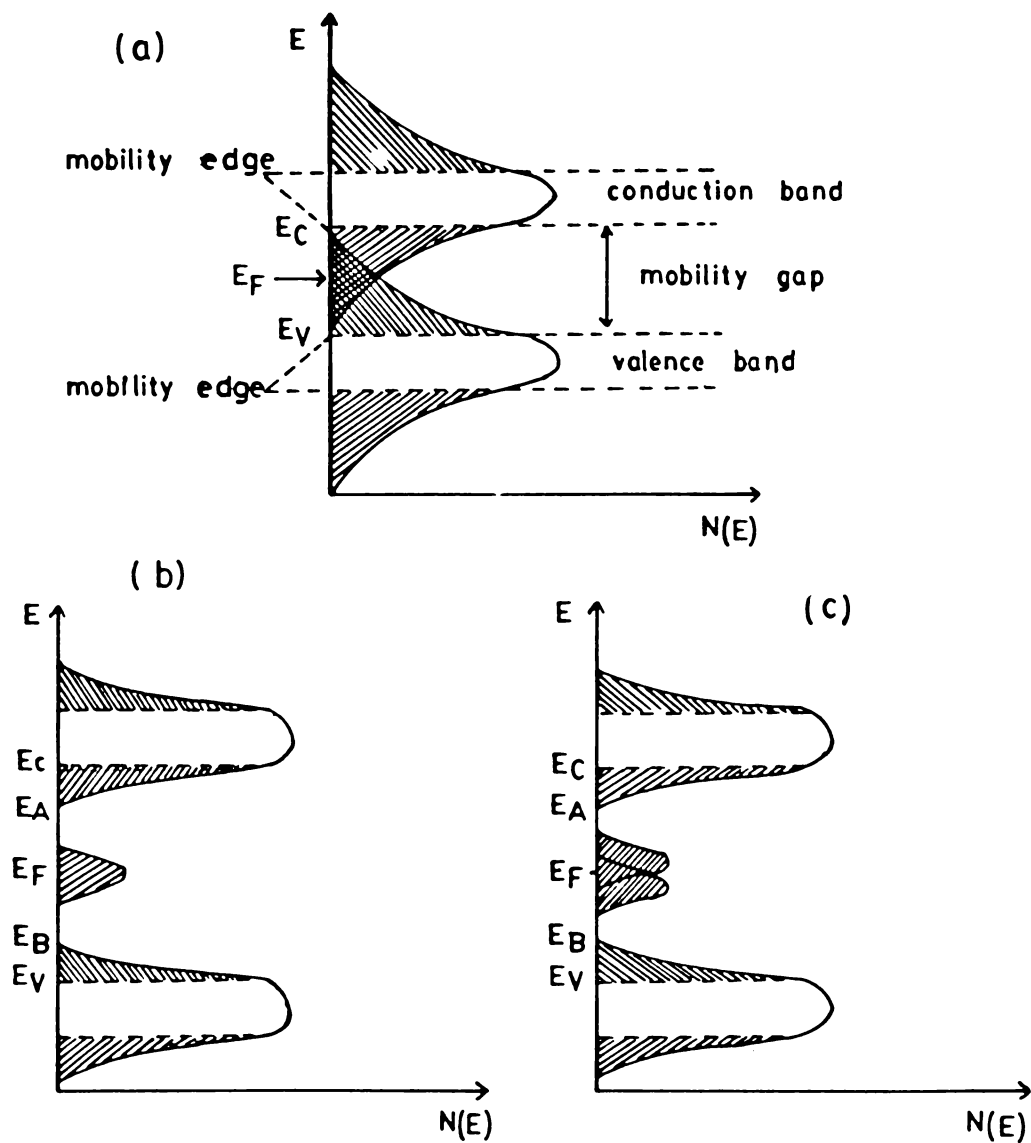 (a)
E
mobility edge
conduction band
EC
EF
mobility gap
EV
valence band
mobility edge
N(E)
(b)
E
Ec
EA
EF
EB
EV
N(E)
(c)
E
EC
EA
EF
EB
EV
N(E)